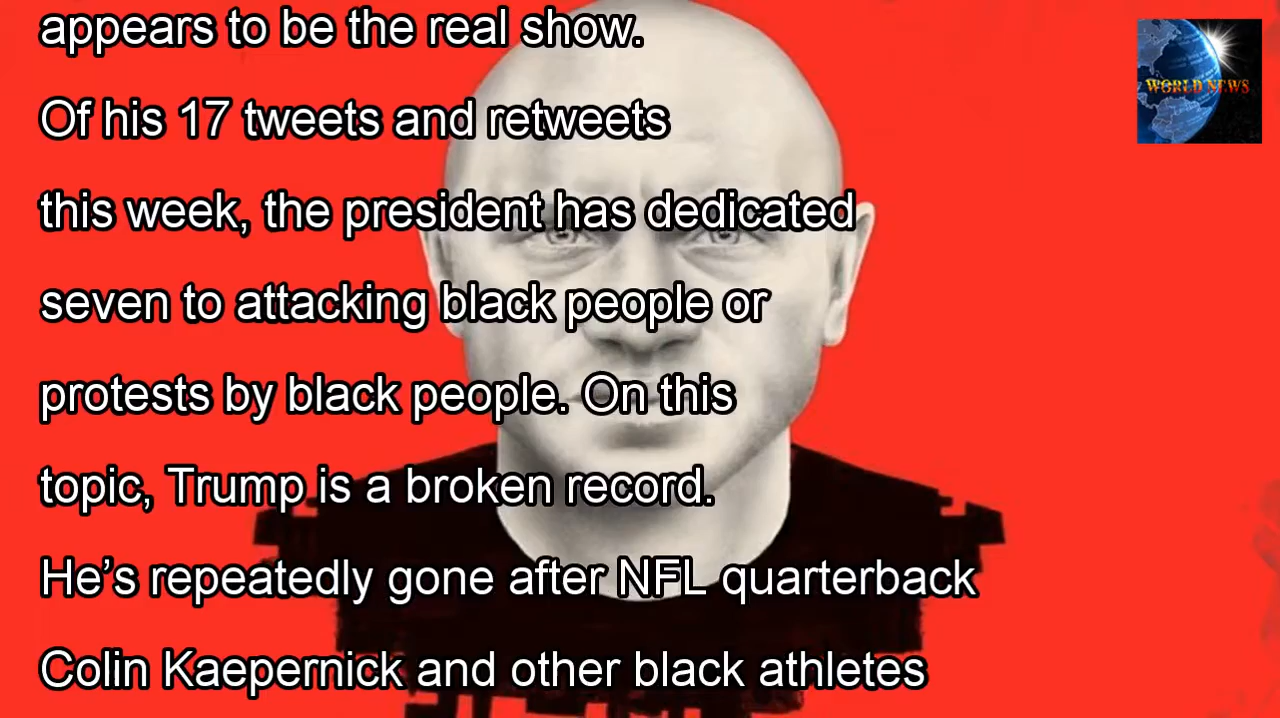 appears to be the real show.
Of his 17 tweets and retweets
this week, the president has dedicated
seven to attacking black people or
protests by black people. On this
topic, Trump is a broken record.
He’s repeatedly gone after NFL quarterback
Colin Kaepernick and other black athletes
WORLD NEWS